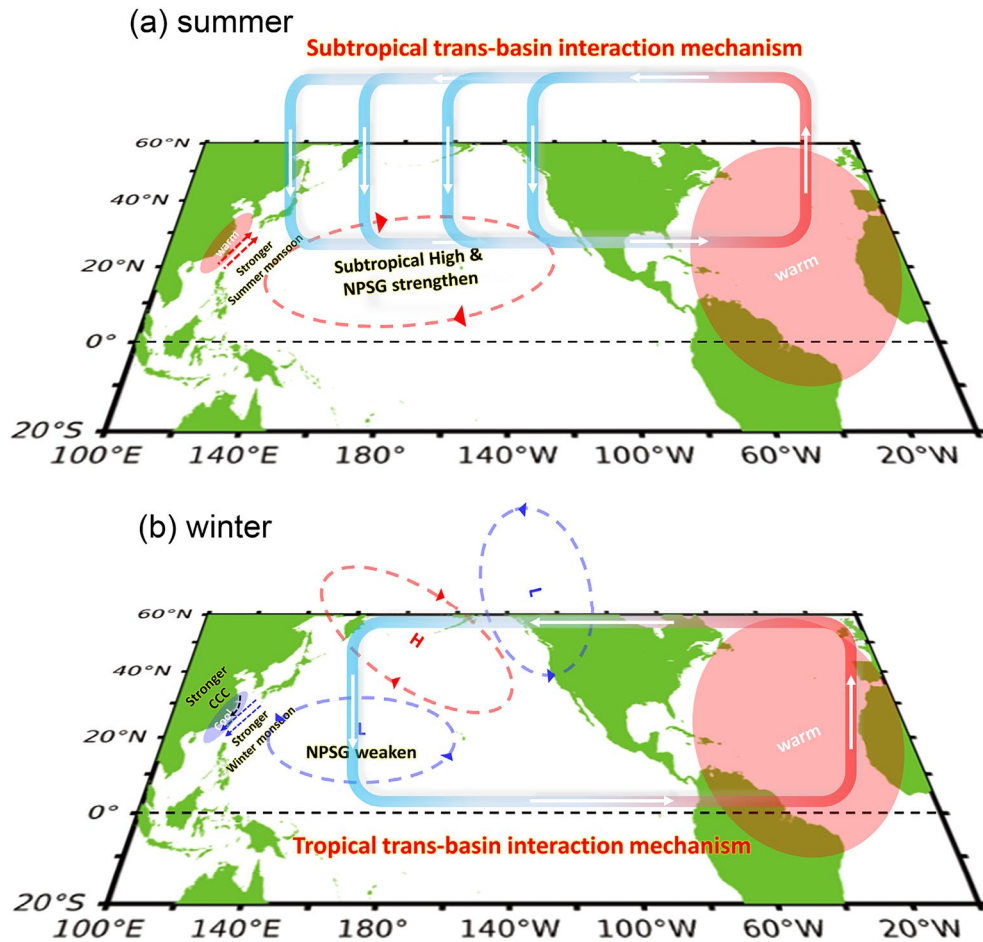 (a) summer
Subtropical trans-basin interaction mechanism
60°N
40°N
20°N
0°
20°S
warm
Stronger
Summer monsoon
Subtropical High &
NPSG strengthen
warm
100°E 140°E 180° 140°W 100°W 60°W 20°W
(b) winter
60°N
40°N
20°N
0°
20°S
L
H
Stronger
CCC
Cool
Stronger
Winter monsoon
L
NPSG weaken
warm
Tropical trans-basin interaction mechanism
100°E 140°E 180° 140°W 100°W 60°W 20°W